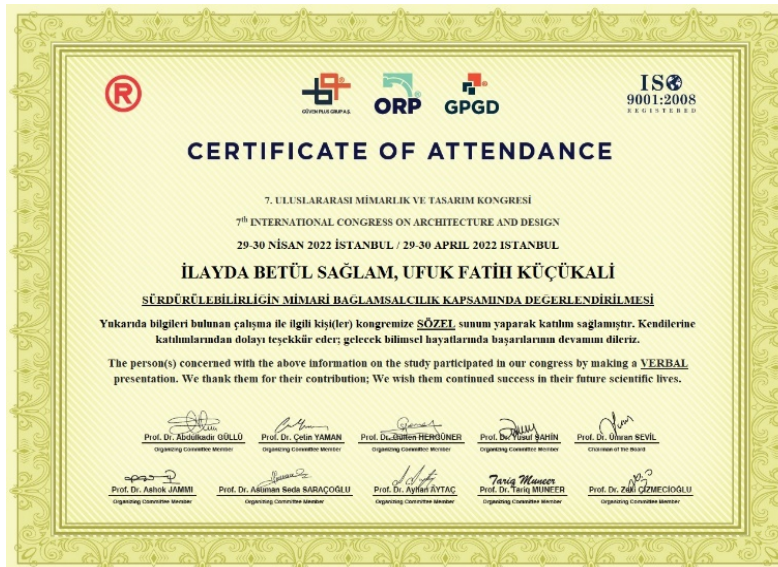 R
GÜVEN PLUS GRUP A.Ş.
ORP
GPGD
ISO
9001:2008
REGISTERED
CERTIFICATE OF ATTENDANCE
7. ULUSLARARASI MİMARLIK VE TASARIM KONGRESİ
7th INTERNATIONAL CONGRESS ON ARCHITECTURE AND DESIGN
29-30 NİSAN 2022 İSTANBUL / 29-30 APRIL 2022 ISTANBUL
İLAYDA BETÜL SAĞLAM, UFUK FATİH KÜÇÜKALİ
SÜRDÜRÜLEBİLİRLİGİN MİMARİ BAĞLAMSALCILIK KAPSAMINDA DEĞERLENDİRİLMESİ
Yukarıda bilgileri bulunan çalışma ile ilgili kişi(ler) kongremize SÖZEL sunum yaparak katılım sağlamıştır. Kendilerine
katılımlarından dolayı teşekkür eder; gelecek bilimsel hayatlarında başarılarının devamını dileriz.
The person(s) concerned with the above information on the study participated in our congress by making a VERBAL
presentation. We thank them for their contribution; We wish them continued success in their future scientific lives.
Prof. Dr. Abdulkadir GÜLLÜ
Organizing Committee Member
Prof. Dr. Çetin YAMAN
Organizing Committee Member
Prof. Dr. Gülten HERGÜNER
Organizing Committee Member
Prof. Dr. Yusuf ŞAHİN
Organizing Committee Member
Prof. Dr. Ümran SEVİL
Chairman of the Board
Prof. Dr. Ashok JAMMI
Organizing Committee Member
Prof. Dr. Asuman Seda SARAÇOĞLU
Organizing Committee Member
Prof. Dr. Ayhan AYTAÇ
Organizing Committee Member
Tariq Muneer
Prof. Dr. Tariq MUNEER
Organizing Committee Member
Prof. Dr. Zeki ÇİZMECİOĞLU
Organizing Committee Member